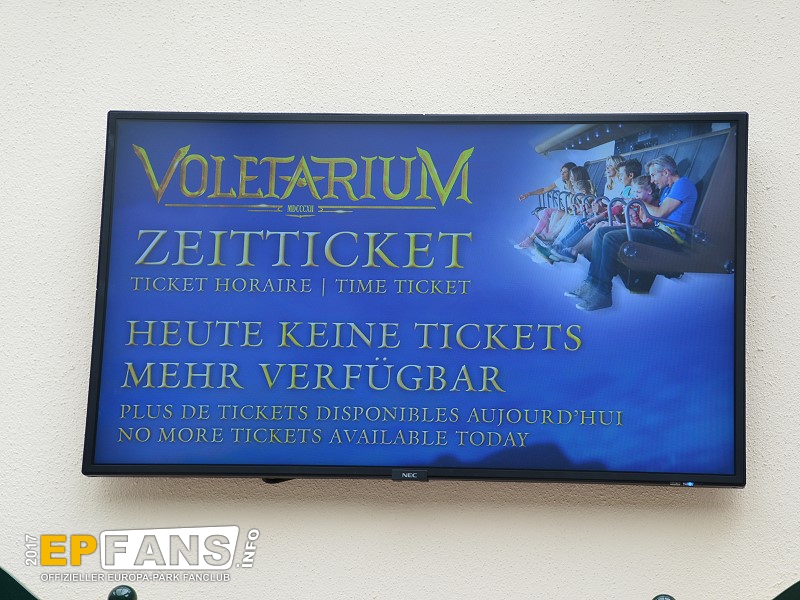 VOLETARIUM
MDCCCXII
ZEITTICKET
TICKET HORAIRE | TIME TICKET
HEUTE KEINE TICKETS
MEHR VERFÜGBAR
PLUS DE TICKETS DISPONIBLES AUJOURD'HUI
NO MORE TICKETS AVAILABLE TODAY
NEC
2017 EPFANS.INFO
OFFIZIELLER EUROPA-PARK FANCLUB